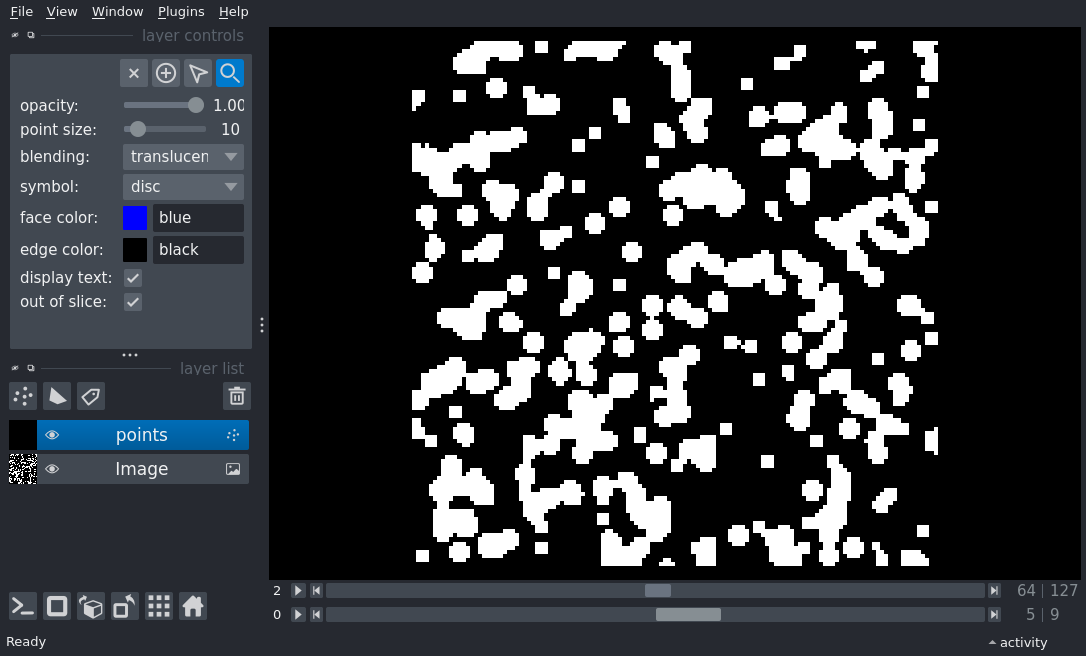 File View Window Plugins Help
layer controls
opacity: 1.00
point size: 10
blending: translucen
symbol: disc
face color: blue
edge color: black
display text:
out of slice:
layer list
points
Image
2 64 | 127
0 5 | 9
Ready activity